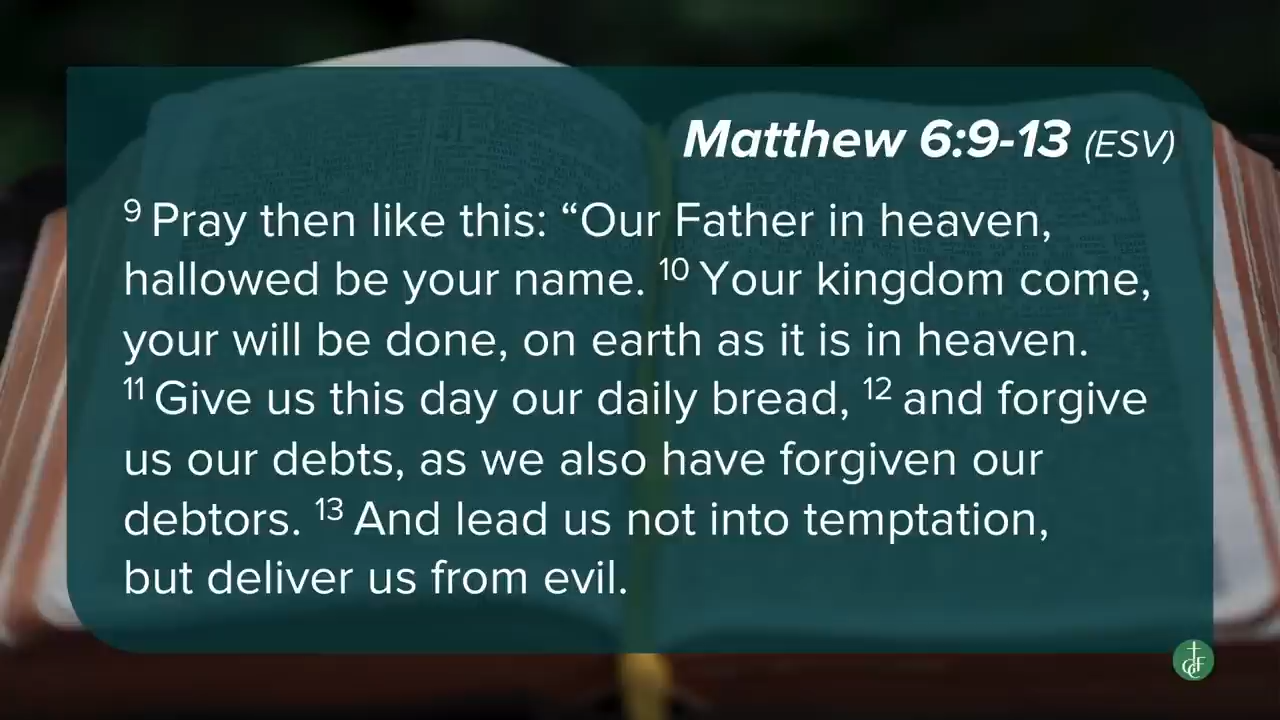 Matthew 6:9-13 (ESV)
⁹ Pray then like this: “Our Father in heaven,
hallowed be your name. ¹⁰ Your kingdom come,
your will be done, on earth as it is in heaven.
¹¹ Give us this day our daily bread, ¹² and forgive
us our debts, as we also have forgiven our
debtors. ¹³ And lead us not into temptation,
but deliver us from evil.